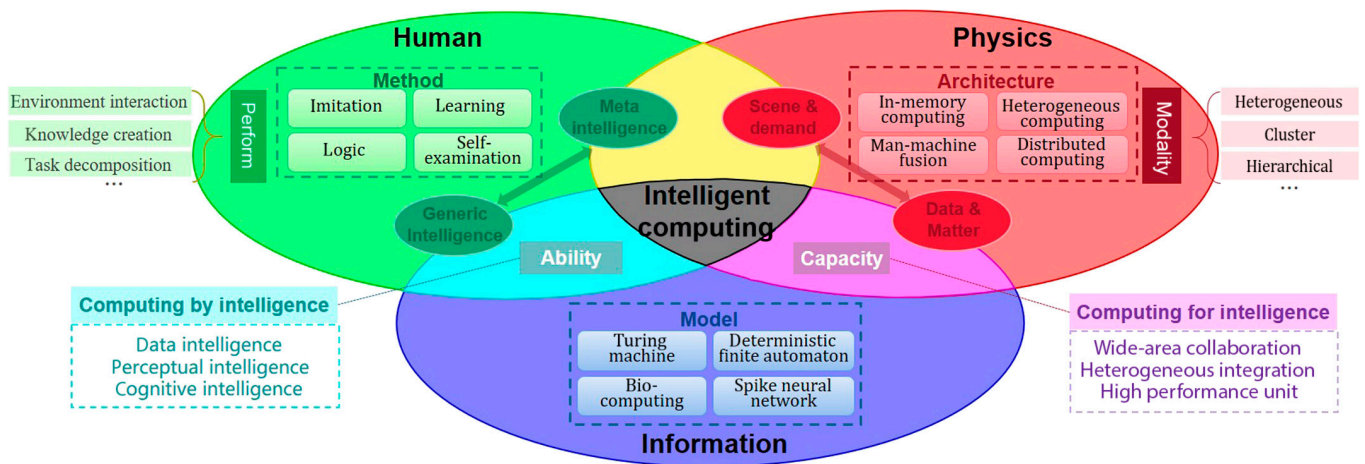 Human
Physics
Method
Imitation
Learning
Logic
Self-
examination
Perform
Environment interaction
Knowledge creation
Task decomposition
...
Meta
intelligence
Generic
Intelligence
Scene &
demand
Data &
Matter
Architecture
In-memory
computing
Heterogeneous
computing
Man-machine
fusion
Distributed
computing
Modality
Heterogeneous
Cluster
Hierarchical
...
Intelligent
computing
Ability
Capacity
Computing by intelligence
Data intelligence
Perceptual intelligence
Cognitive intelligence
Computing for intelligence
Wide-area collaboration
Heterogeneous integration
High performance unit
Model
Turing
machine
Deterministic
finite automaton
Bio-
computing
Spike neural
network
Information